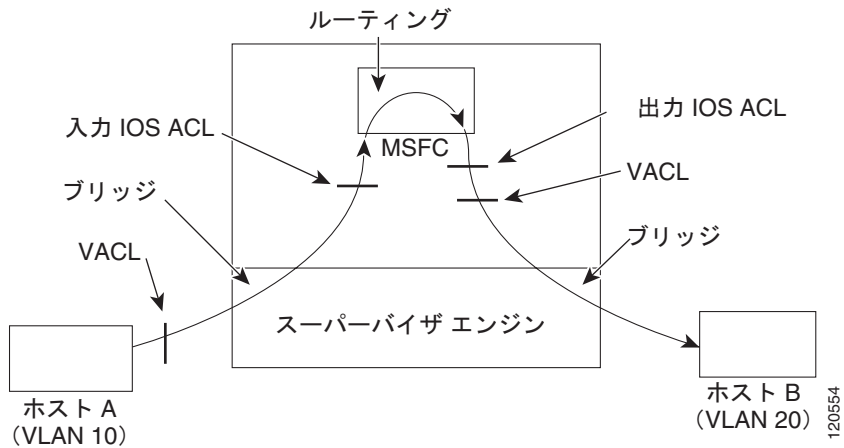 ルーティング
入力 IOS ACL
出力 IOS ACL
MSFC
VACL
ブリッジ
ブリッジ
VACL
スーパーバイザ エンジン
ホスト A
（VLAN 10）
ホスト B
（VLAN 20）
120554